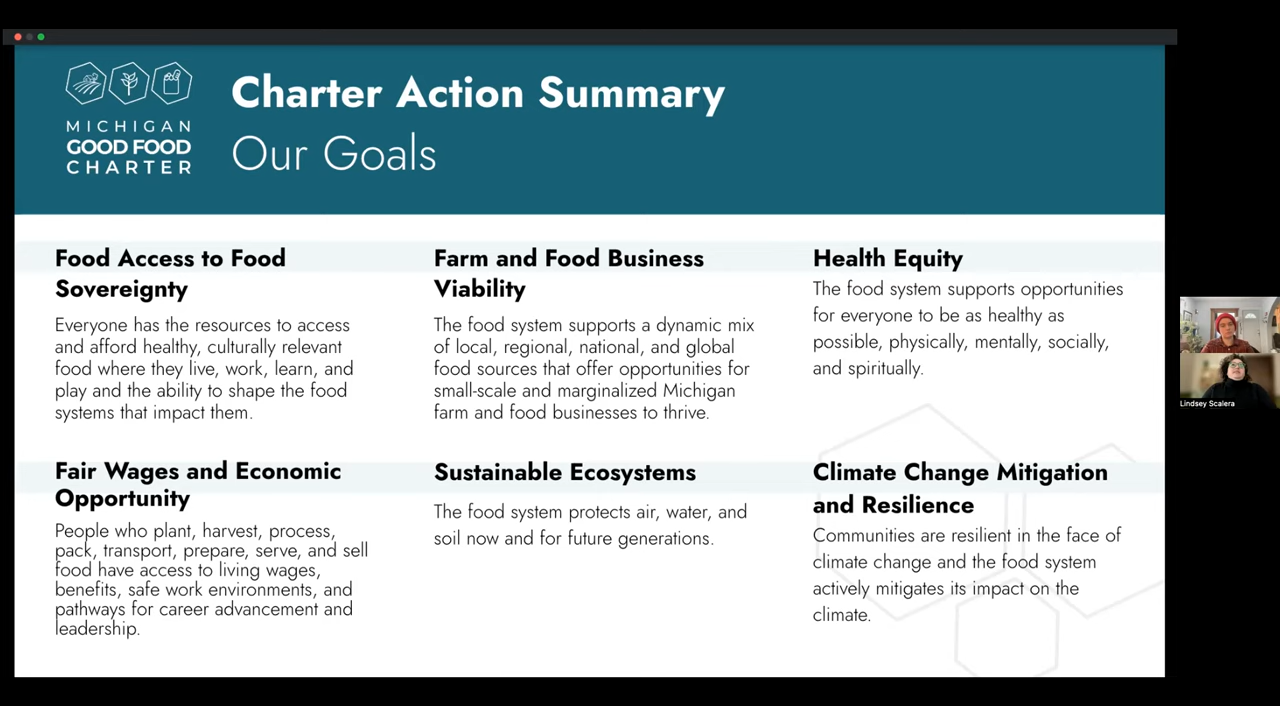 MICHIGAN
GOOD FOOD
CHARTER
Charter Action Summary
Our Goals
Food Access to Food
Sovereignty
Everyone has the resources to access
and afford healthy, culturally relevant
food where they live, work, learn, and
play and the ability to shape the food
systems that impact them.
Farm and Food Business
Viability
The food system supports a dynamic mix
of local, regional, national, and global
food sources that offer opportunities for
small-scale and marginalized Michigan
farm and food businesses to thrive.
Health Equity
The food system supports opportunities
for everyone to be as healthy as
possible, physically, mentally, socially,
and spiritually.
Fair Wages and Economic
Opportunity
People who plant, harvest, process,
pack, transport, prepare, serve, and sell
food have access to living wages,
benefits, safe work environments, and
pathways for career advancement and
leadership.
Sustainable Ecosystems
The food system protects air, water, and
soil now and for future generations.
Climate Change Mitigation
and Resilience
Communities are resilient in the face of
climate change and the food system
actively mitigates its impact on the
climate.
Lindsey Scalera